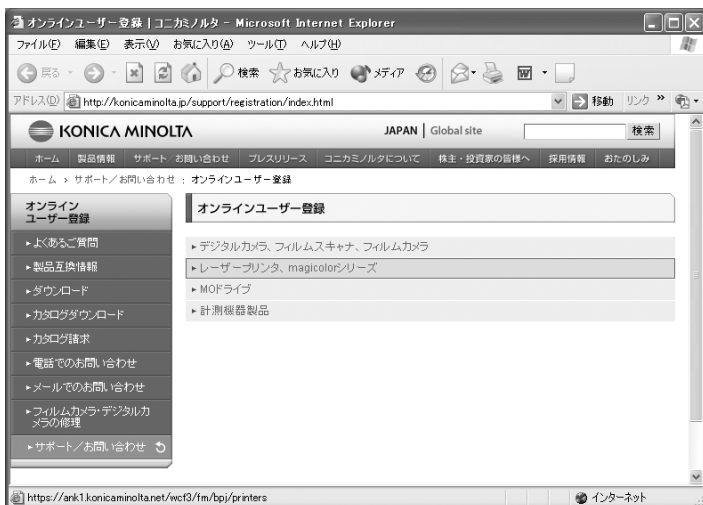 オンラインユーザー登録 | コニカミノルタ - Microsoft Internet Explorer
ファイル(F) 編集(E) 表示(V) お気に入り(A) ツール(T) ヘルプ(H)
戻る 検索 お気に入り メディア
アドレス(D) http://konicaminolta.jp/support/registration/index.html 移動 リンク »
KONICA MINOLTA JAPAN | Global site 検索
ホーム 製品情報 サポート お問い合わせ プレスリリース コニカミノルタについて 株主・投資家の皆様へ 採用情報 おたのしみ
ホーム > サポート/お問い合わせ : オンラインユーザー登録
オンライン
ユーザー登録
よくあるご質問
製品互換情報
ダウンロード
カタログダウンロード
カタログ請求
電話でのお問い合わせ
メールでのお問い合わせ
フィルムカメラ・デジタルカ
メラの修理
サポート/お問い合わせ
オンラインユーザー登録
デジタルカメラ、フィルムスキャナ、フィルムカメラ
レーザープリンタ、magicolorシリーズ
MOドライブ
計測機器製品
https://ank1.konicaminolta.net/wcf3/fm/bpj/printers インターネット